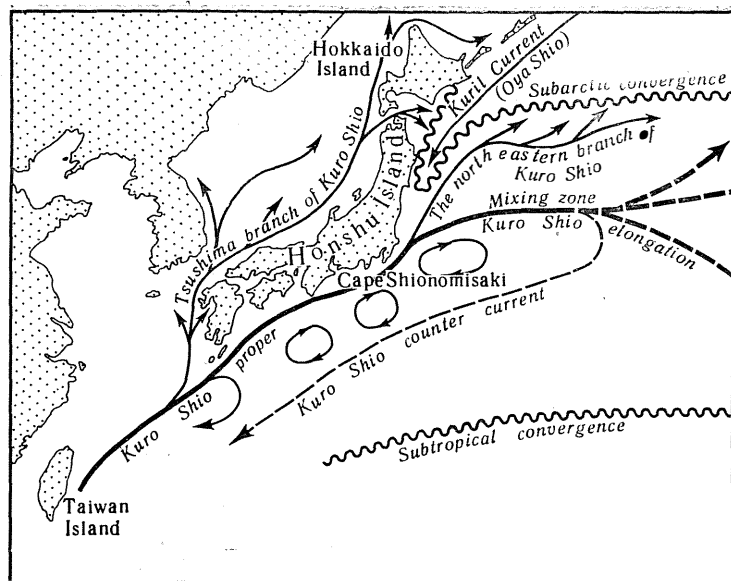 Hokkaido
Island
Kuril Current
(Oya Shio)
Subarctic convergence
Tsushima branch of Kuro Shio
Honshu Island
The north eastern branch of
Kuro Shio
Mixing zone
Kuro Shio
elongation
Cape Shionomisaki
Kuro Shio proper
Kuro Shio counter current
Subtropical convergence
Taiwan
Island